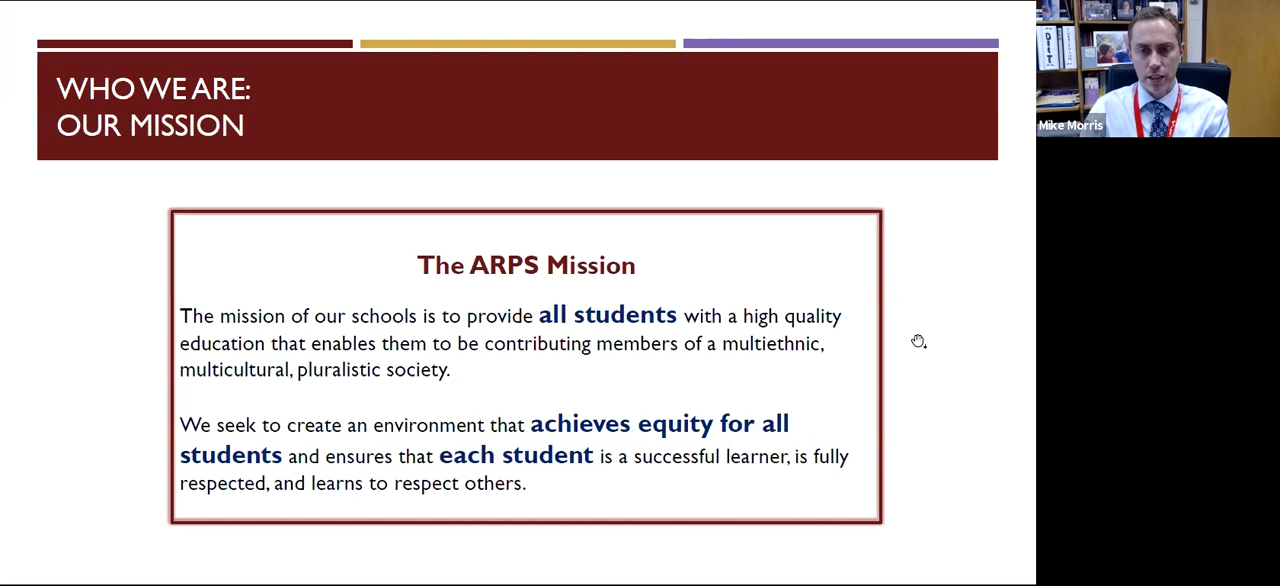 WHO WE ARE:
OUR MISSION
Mike Morris
The ARPS Mission
The mission of our schools is to provide all students with a high quality
education that enables them to be contributing members of a multiethnic,
multicultural, pluralistic society.
We seek to create an environment that achieves equity for all
students and ensures that each student is a successful learner, is fully
respected, and learns to respect others.